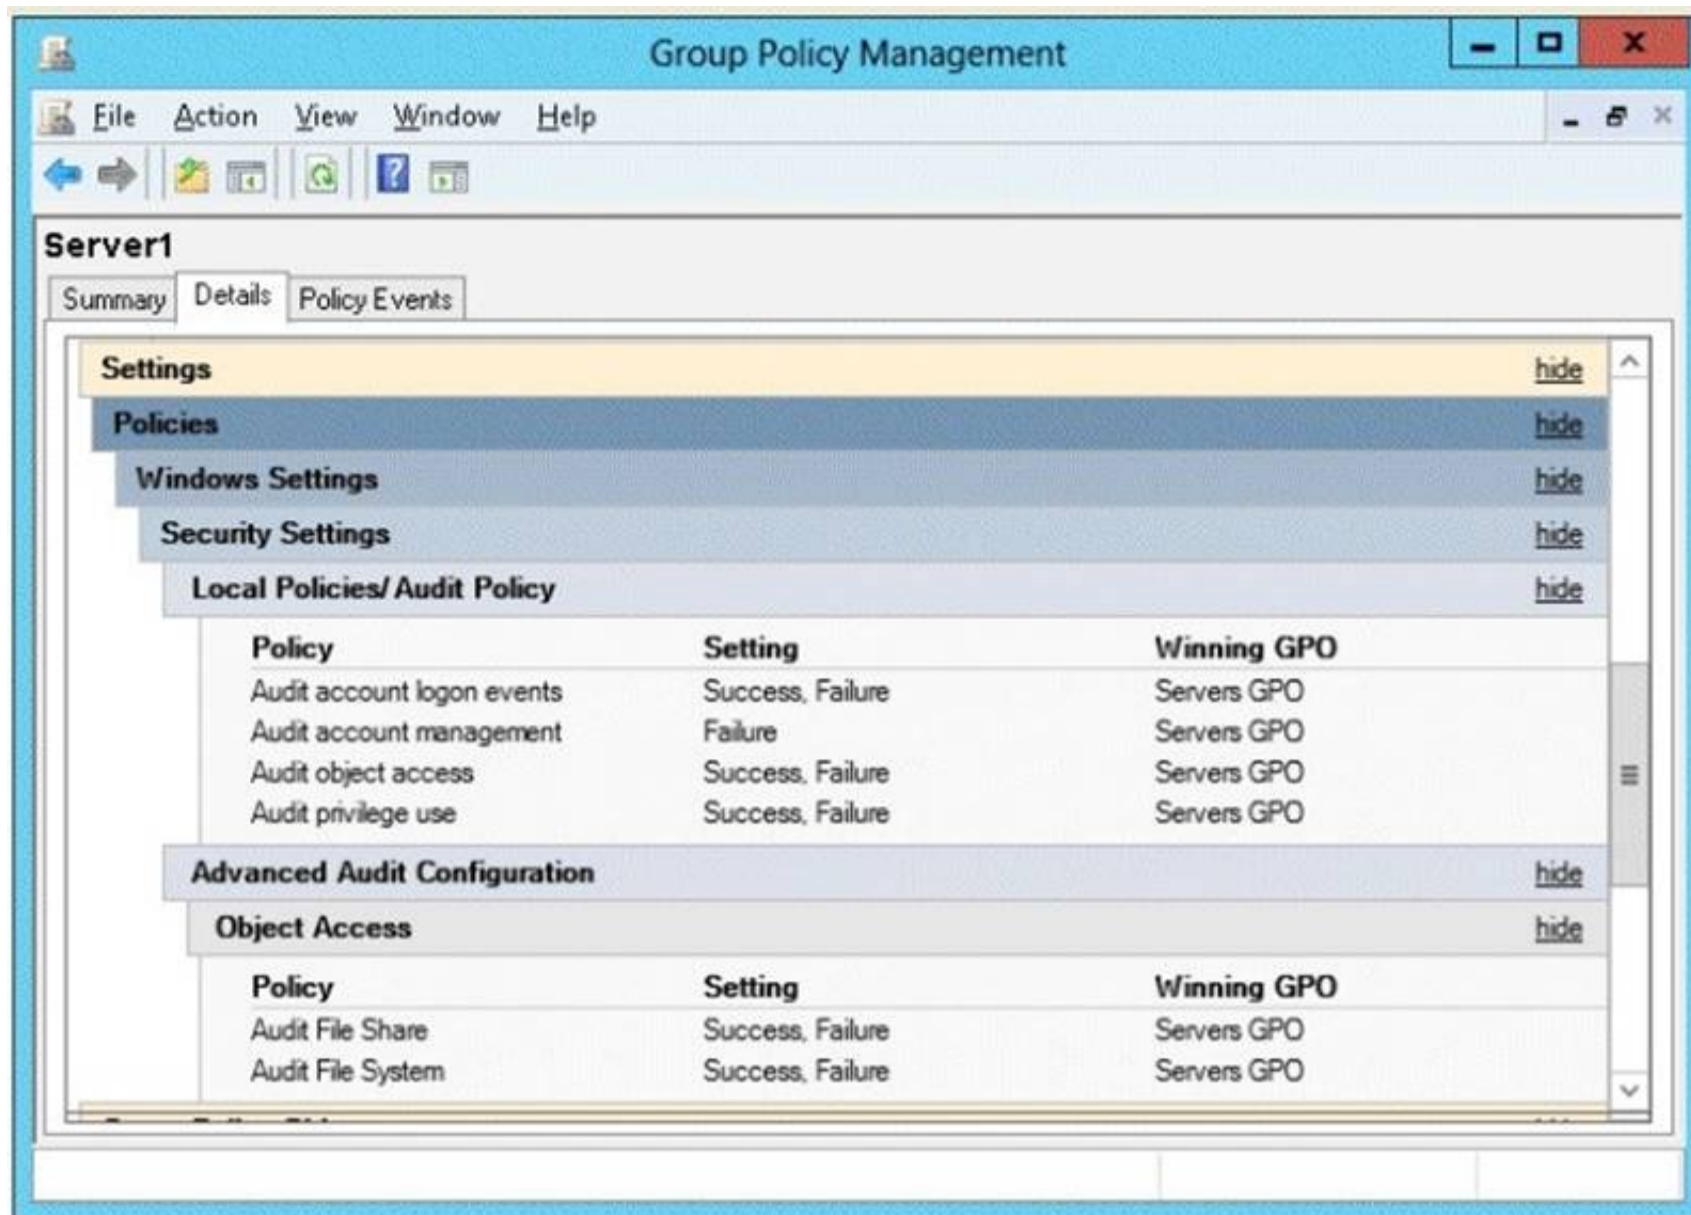 Group Policy Management
File Action View Window Help
Server1
Summary Details Policy Events
Settings hide
Policies hide
Windows Settings hide
Security Settings hide
Local Policies/Audit Policy hide
Policy Setting Winning GPO
Audit account logon events Success, Failure Servers GPO
Audit account management Failure Servers GPO
Audit object access Success, Failure Servers GPO
Audit privilege use Success, Failure Servers GPO
Advanced Audit Configuration hide
Object Access hide
Policy Setting Winning GPO
Audit File Share Success, Failure Servers GPO
Audit File System Success, Failure Servers GPO